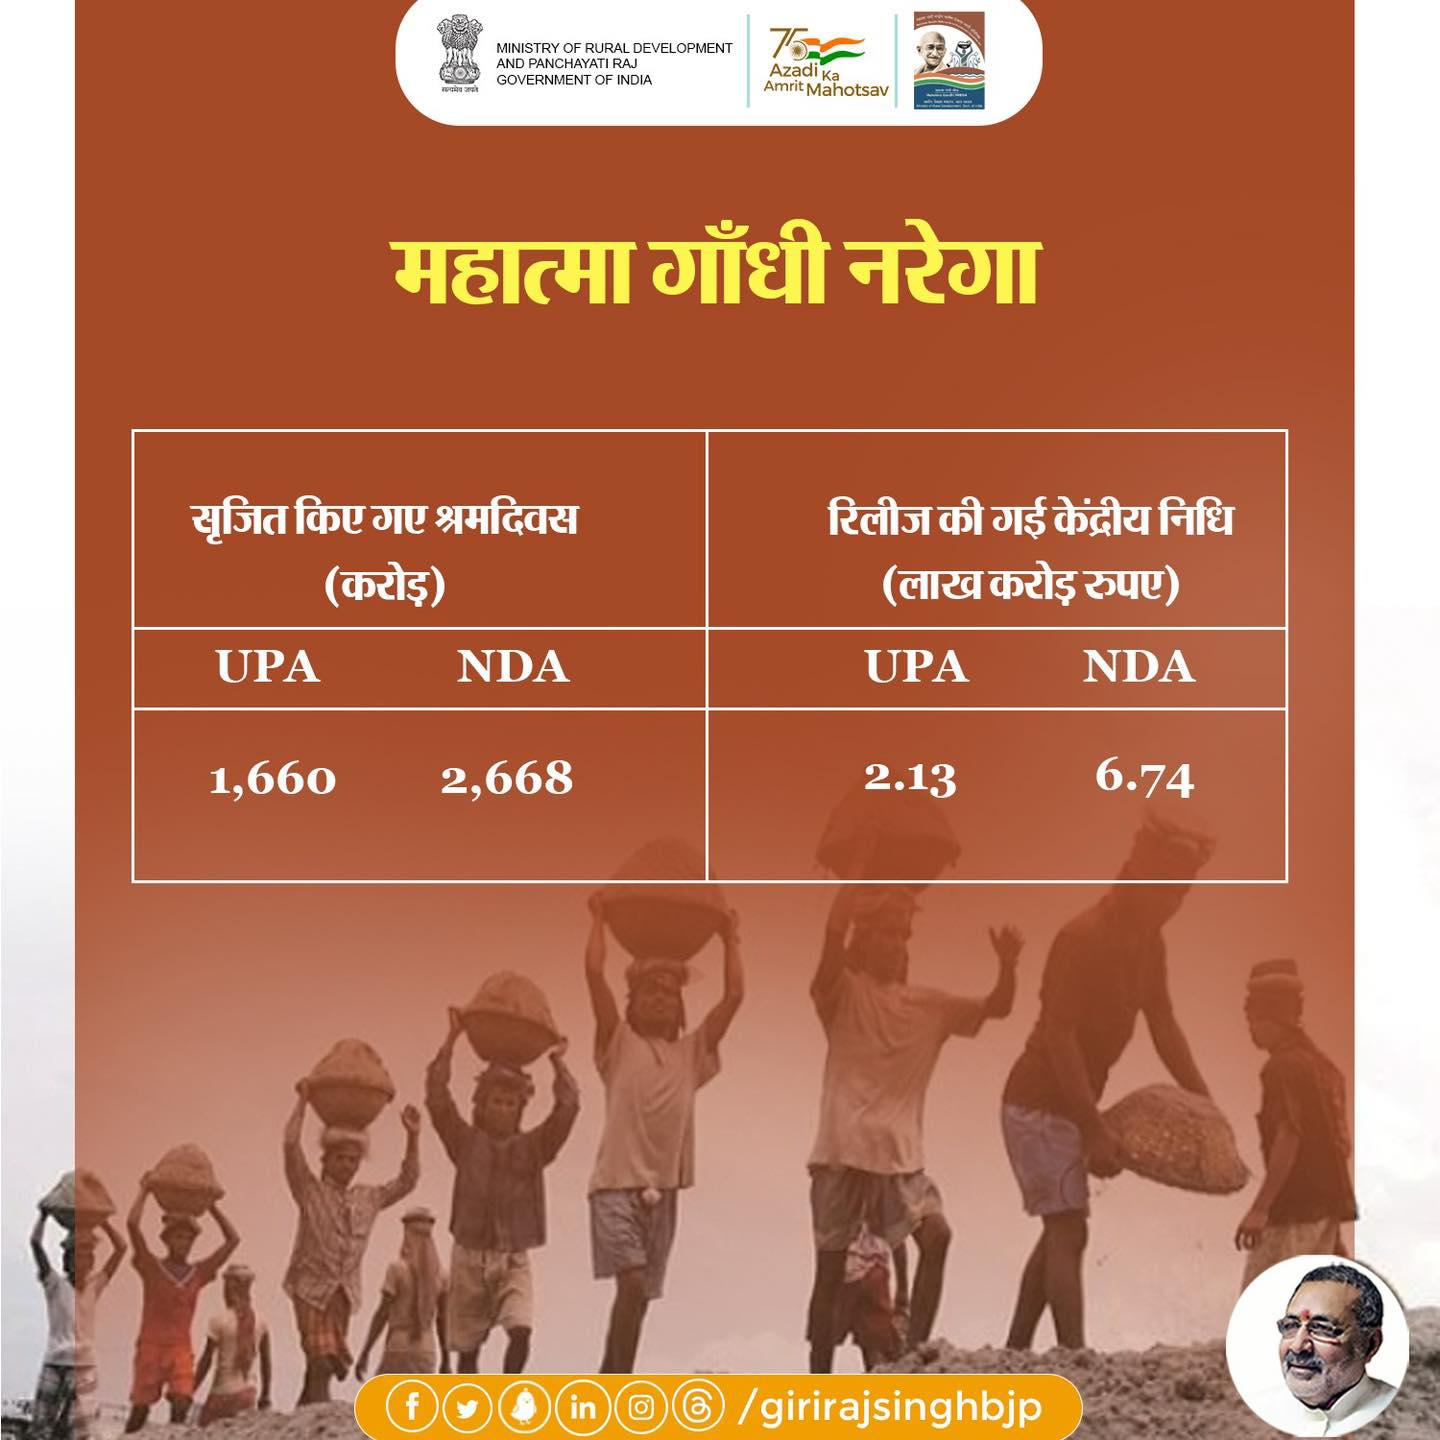 सत्यमेव जयते
MINISTRY OF RURAL DEVELOPMENT
AND PANCHAYATI RAJ
GOVERNMENT OF INDIA
75
Azadi Ka
Amrit Mahotsav
महात्मा गाँधी नरेगा
सृजित किए गए श्रमदिवस
(करोड़)
रिलीज की गई केंद्रीय निधि
(लाख करोड़ रुपए)
UPA NDA UPA NDA
1,660 2,668 2.13 6.74
/girirajsinghbjp